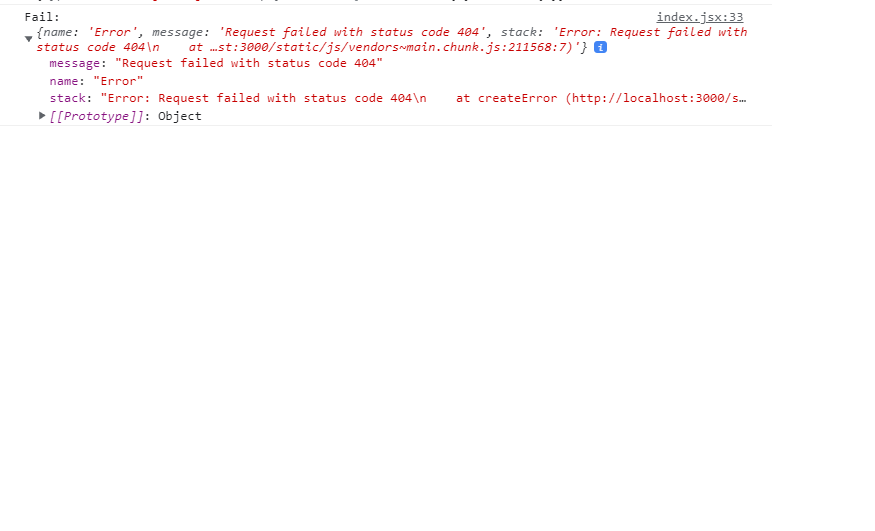 Fail: index.jsx:33
{name: 'Error', message: 'Request failed with status code 404', stack: 'Error: Request failed with
status code 404\n    at …st:3000/static/js/vendors~main.chunk.js:211568:7)'} i
message: "Request failed with status code 404"
name: "Error"
stack: "Error: Request failed with status code 404\n    at createError (http://localhost:3000/s…
[[Prototype]]: Object